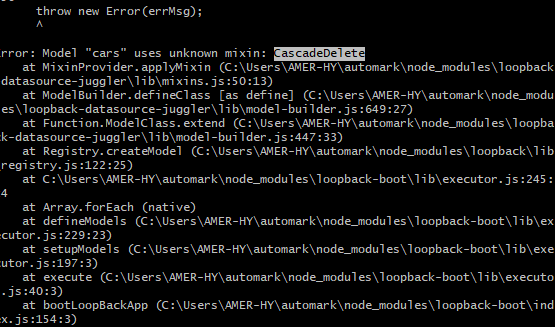 throw new Error(errMsg);
^
rror: Model "cars" uses unknown mixin: CascadeDelete
at MixinProvider.applyMixin (C:\Users\AMER-HY\automark\node_modules\loopback
-datasource-juggler\lib\mixins.js:50:13)
at ModelBuilder.defineClass [as define] (C:\Users\AMER-HY\automark\node_modul
es\loopback-datasource-juggler\lib\model-builder.js:649:27)
at Function.ModelClass.extend (C:\Users\AMER-HY\automark\node_modules\loopba
ck-datasource-juggler\lib\model-builder.js:447:33)
at Registry.createModel (C:\Users\AMER-HY\automark\node_modules\loopback\lib
\registry.js:122:25)
at C:\Users\AMER-HY\automark\node_modules\loopback-boot\lib\executor.js:245:
4
at Array.forEach (native)
at defineModels (C:\Users\AMER-HY\automark\node_modules\loopback-boot\lib\ex
ecutor.js:229:23)
at setupModels (C:\Users\AMER-HY\automark\node_modules\loopback-boot\lib\exe
cutor.js:197:3)
at execute (C:\Users\AMER-HY\automark\node_modules\loopback-boot\lib\executo
r.js:40:3)
at bootLoopBackApp (C:\Users\AMER-HY\automark\node_modules\loopback-boot\ind
ex.js:154:3)